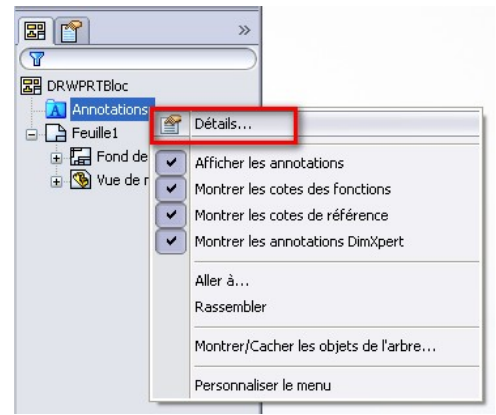 »
DRWPRTBloc
Annotations
Feuille1
Fond de
Vue de
Détails...
Afficher les annotations
Montrer les cotes des fonctions
Montrer les cotes de référence
Montrer les annotations DimXpert
Aller à...
Rassembler
Montrer/Cacher les objets de l'arbre...
Personnaliser le menu